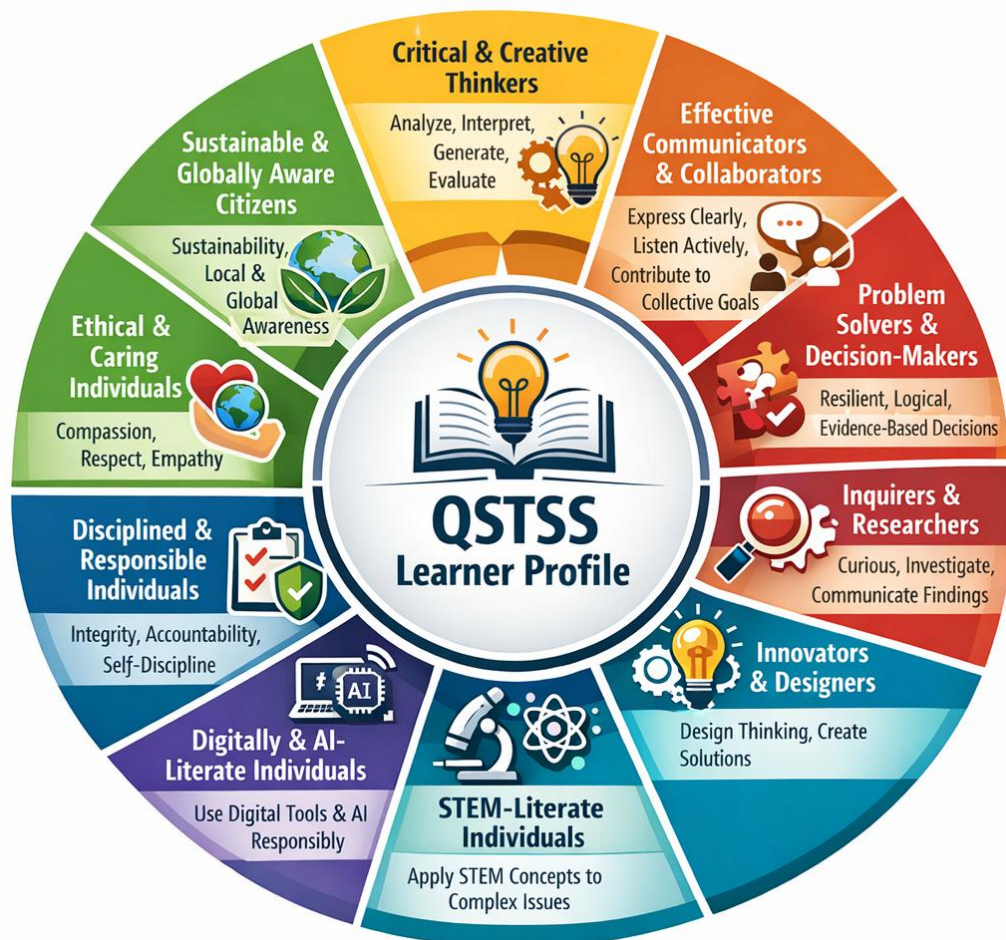 Critical & Creative
Thinkers
Analyze, Interpret,
Generate,
Evaluate
Effective
Communicators
& Collaborators
Express Clearly,
Listen Actively,
Contribute to
Collective Goals
Problem
Solvers &
Decision-Makers
Resilient, Logical,
Evidence-Based Decisions
Inquirers &
Researchers
Curious, Investigate,
Communicate Findings
Innovators
& Designers
Design Thinking, Create
Solutions
STEM-Literate
Individuals
Apply STEM Concepts to
Complex Issues
AI
Digitally & AI-
Literate Individuals
Use Digital Tools & AI
Responsibly
Disciplined &
Responsible
Individuals
Integrity, Accountability,
Self-Discipline
Ethical &
Caring
Individuals
Compassion,
Respect, Empathy
Sustainable &
Globally Aware
Citizens
Sustainability,
Local &
Global
Awareness
QSTSS
Learner Profile